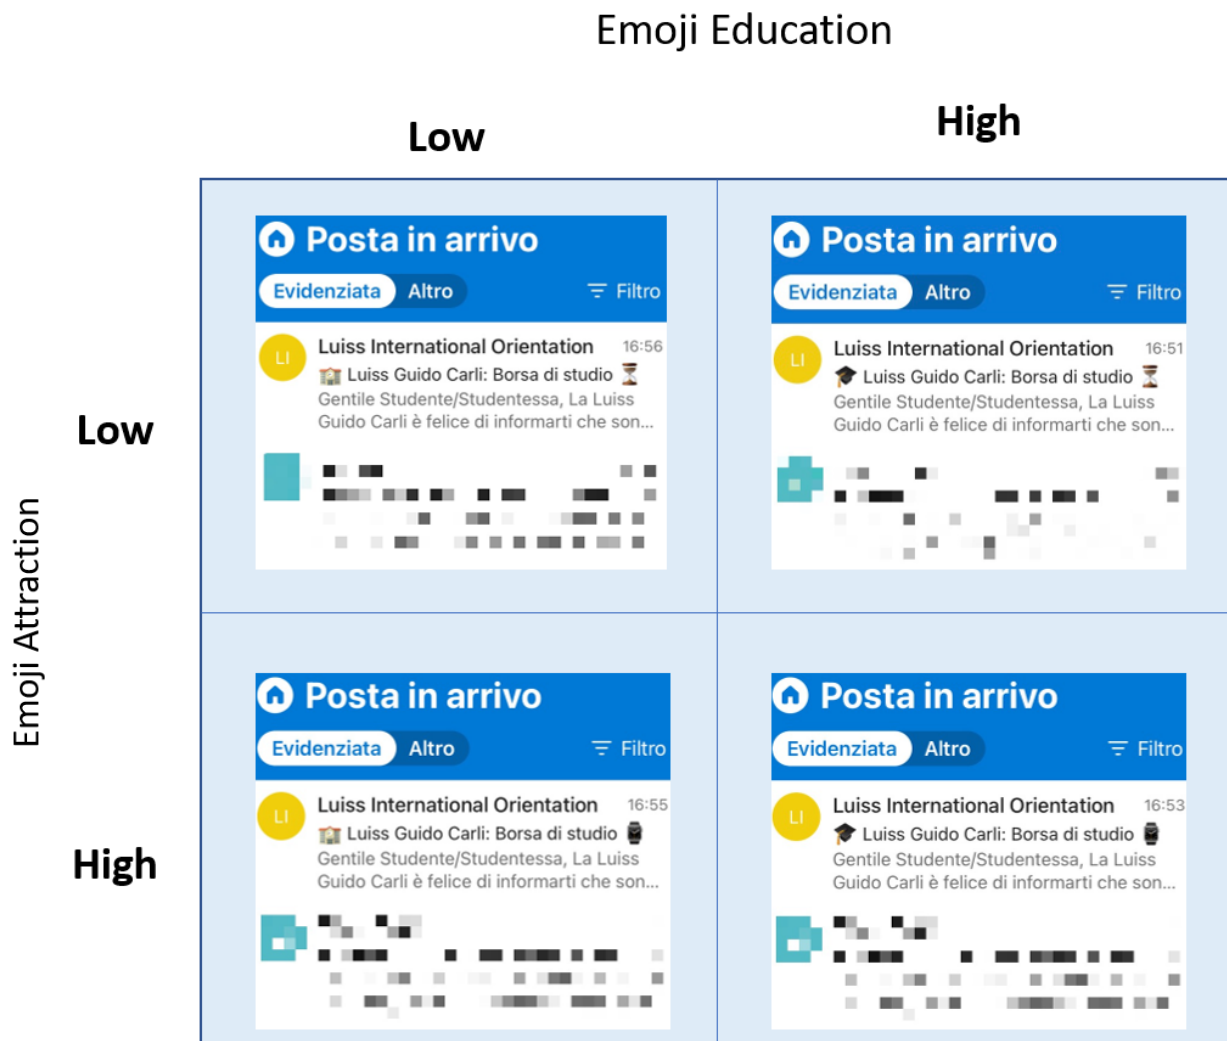 Emoji Education
Low
High
Emoji Attraction
Low
Posta in arrivo
Evidenziata Altro Filtro
LI
Luiss International Orientation 16:56
🏫 Luiss Guido Carli: Borsa di studio ⏳
Gentile Studente/Studentessa, La Luiss
Guido Carli è felice di informarti che son...
Posta in arrivo
Evidenziata Altro Filtro
LI
Luiss International Orientation 16:51
🎓 Luiss Guido Carli: Borsa di studio ⏳
Gentile Studente/Studentessa, La Luiss
Guido Carli è felice di informarti che son...
High
Posta in arrivo
Evidenziata Altro Filtro
LI
Luiss International Orientation 16:55
🏫 Luiss Guido Carli: Borsa di studio ⌚
Gentile Studente/Studentessa, La Luiss
Guido Carli è felice di informarti che son...
Posta in arrivo
Evidenziata Altro Filtro
LI
Luiss International Orientation 16:53
🎓 Luiss Guido Carli: Borsa di studio ⌚
Gentile Studente/Studentessa, La Luiss
Guido Carli è felice di informarti che son...